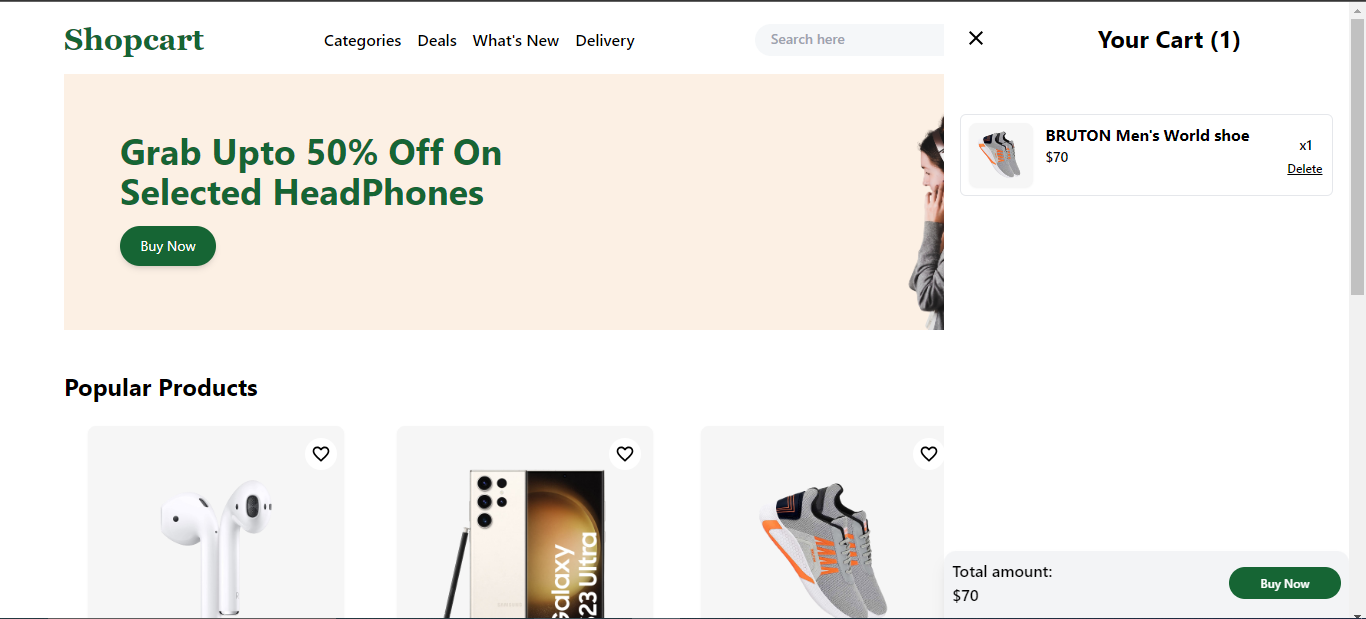 Shopcart
Categories Deals What's New Delivery
Search here
Grab Upto 50% Off On
Selected HeadPhones
Buy Now
Popular Products
SAMSUNG
Galaxy
S23 Ultra
Your Cart (1)
BRUTON Men's World shoe
$70
x1
Delete
Total amount:
$70
Buy Now